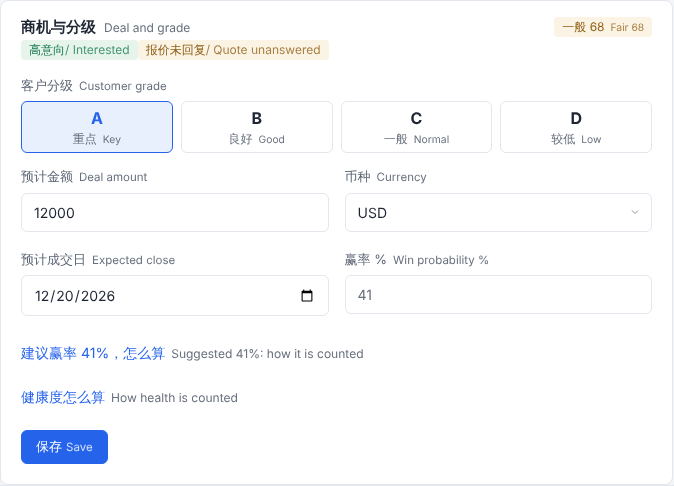 商机与分级 Deal and grade
一般 68 Fair 68
高意向/ Interested 报价未回复/ Quote unanswered
客户分级 Customer grade
A
重点 Key
B
良好 Good
C
一般 Normal
D
较低 Low
预计金额 Deal amount
币种 Currency
12000
USD
预计成交日 Expected close
赢率 % Win probability %
12/20/2026
41
建议赢率 41%，怎么算 Suggested 41%: how it is counted
健康度怎么算 How health is counted
保存 Save